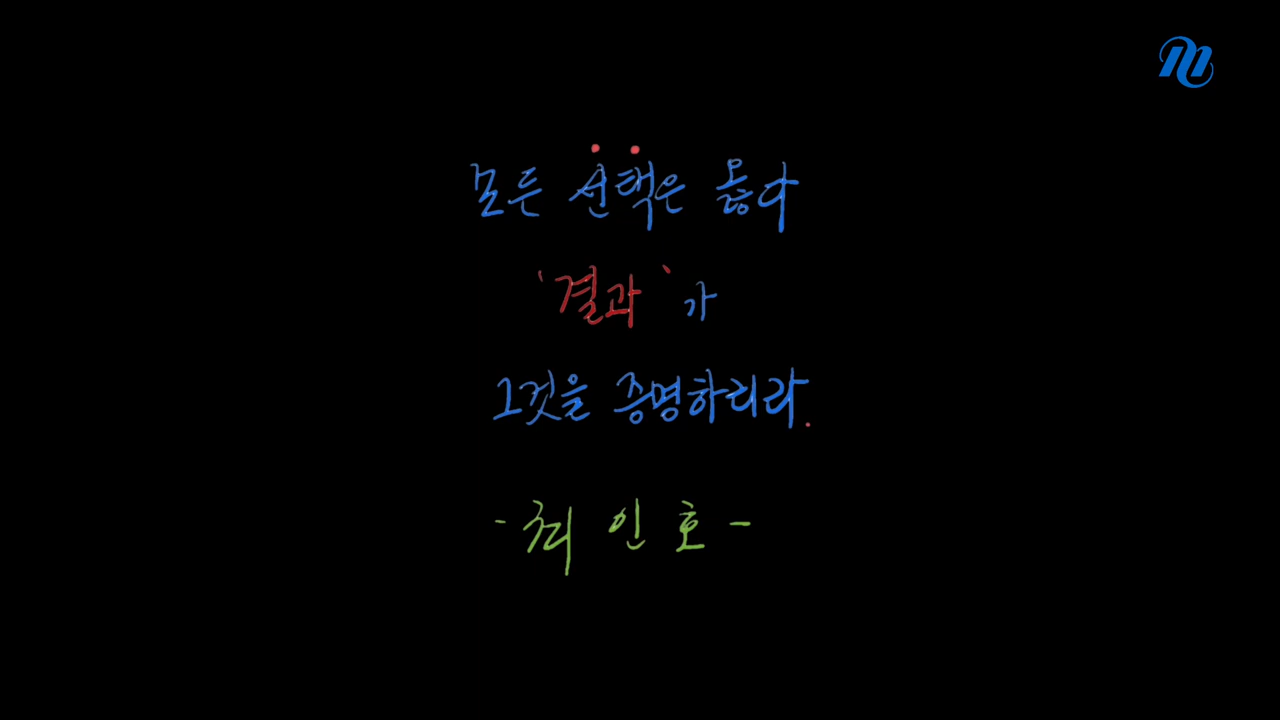 모든 선택은 옳다
'결과'가
그것을 증명하리라.
- 최인호 -